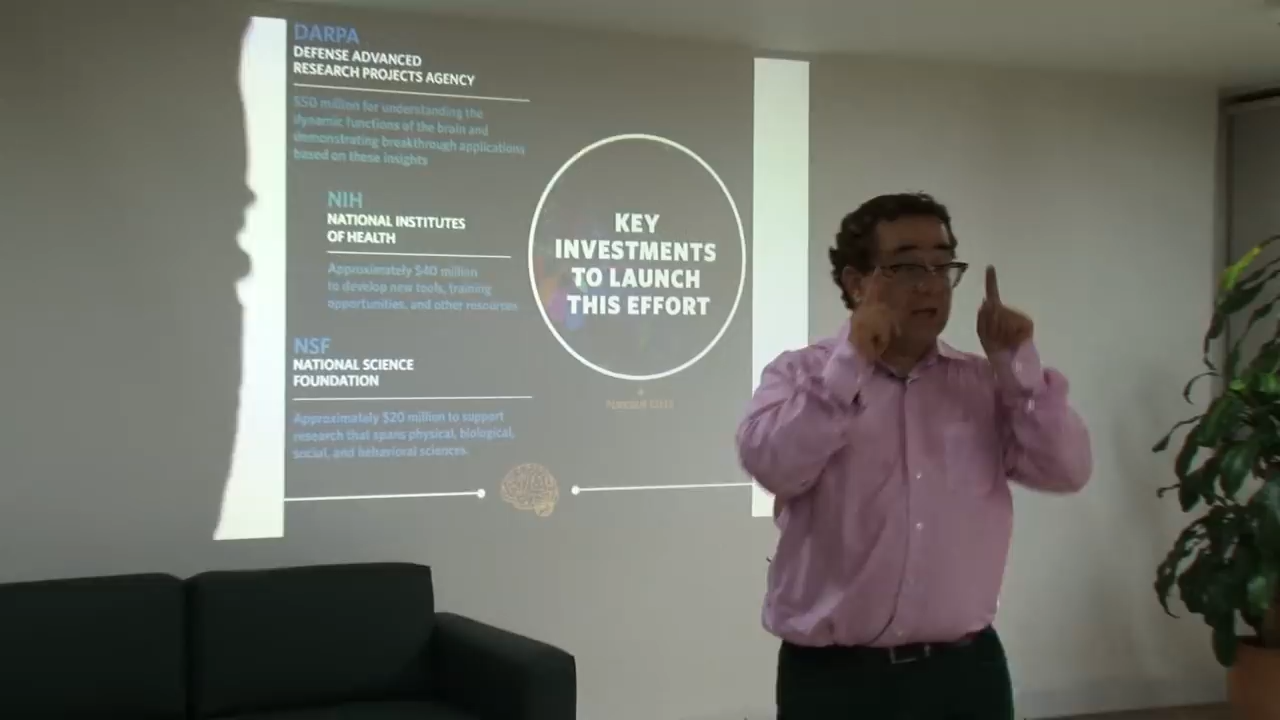 DARPA
DEFENSE ADVANCED
RESEARCH PROJECTS AGENCY
$50 million for understanding the
dynamic functions of the brain and
demonstrating breakthrough applications
based on these insights
NIH
NATIONAL INSTITUTES
OF HEALTH
Approximately $40 million
to develop new tools, training
opportunities, and other resources
NSF
NATIONAL SCIENCE
FOUNDATION
Approximately $20 million to support
research that spans physical, biological,
social, and behavioral sciences.
KEY
INVESTMENTS
TO LAUNCH
THIS EFFORT